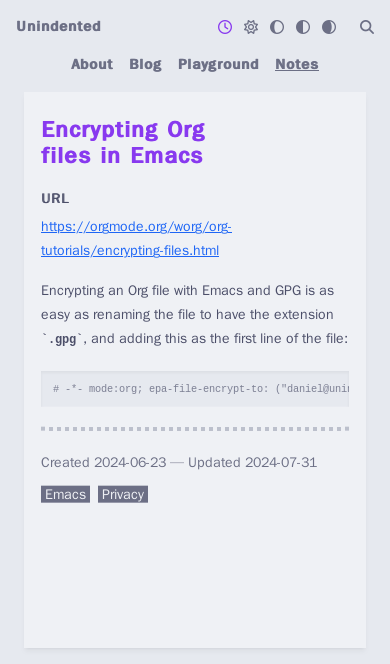 Unindented
About Blog Playground Notes
Encrypting Org
files in Emacs
URL
https://orgmode.org/worg/org-
tutorials/encrypting-files.html
Encrypting an Org file with Emacs and GPG is as
easy as renaming the file to have the extension
`.gpg`, and adding this as the first line of the file:
# -*- mode:org; epa-file-encrypt-to: ("daniel@unin
Created 2024-06-23 — Updated 2024-07-31
Emacs Privacy